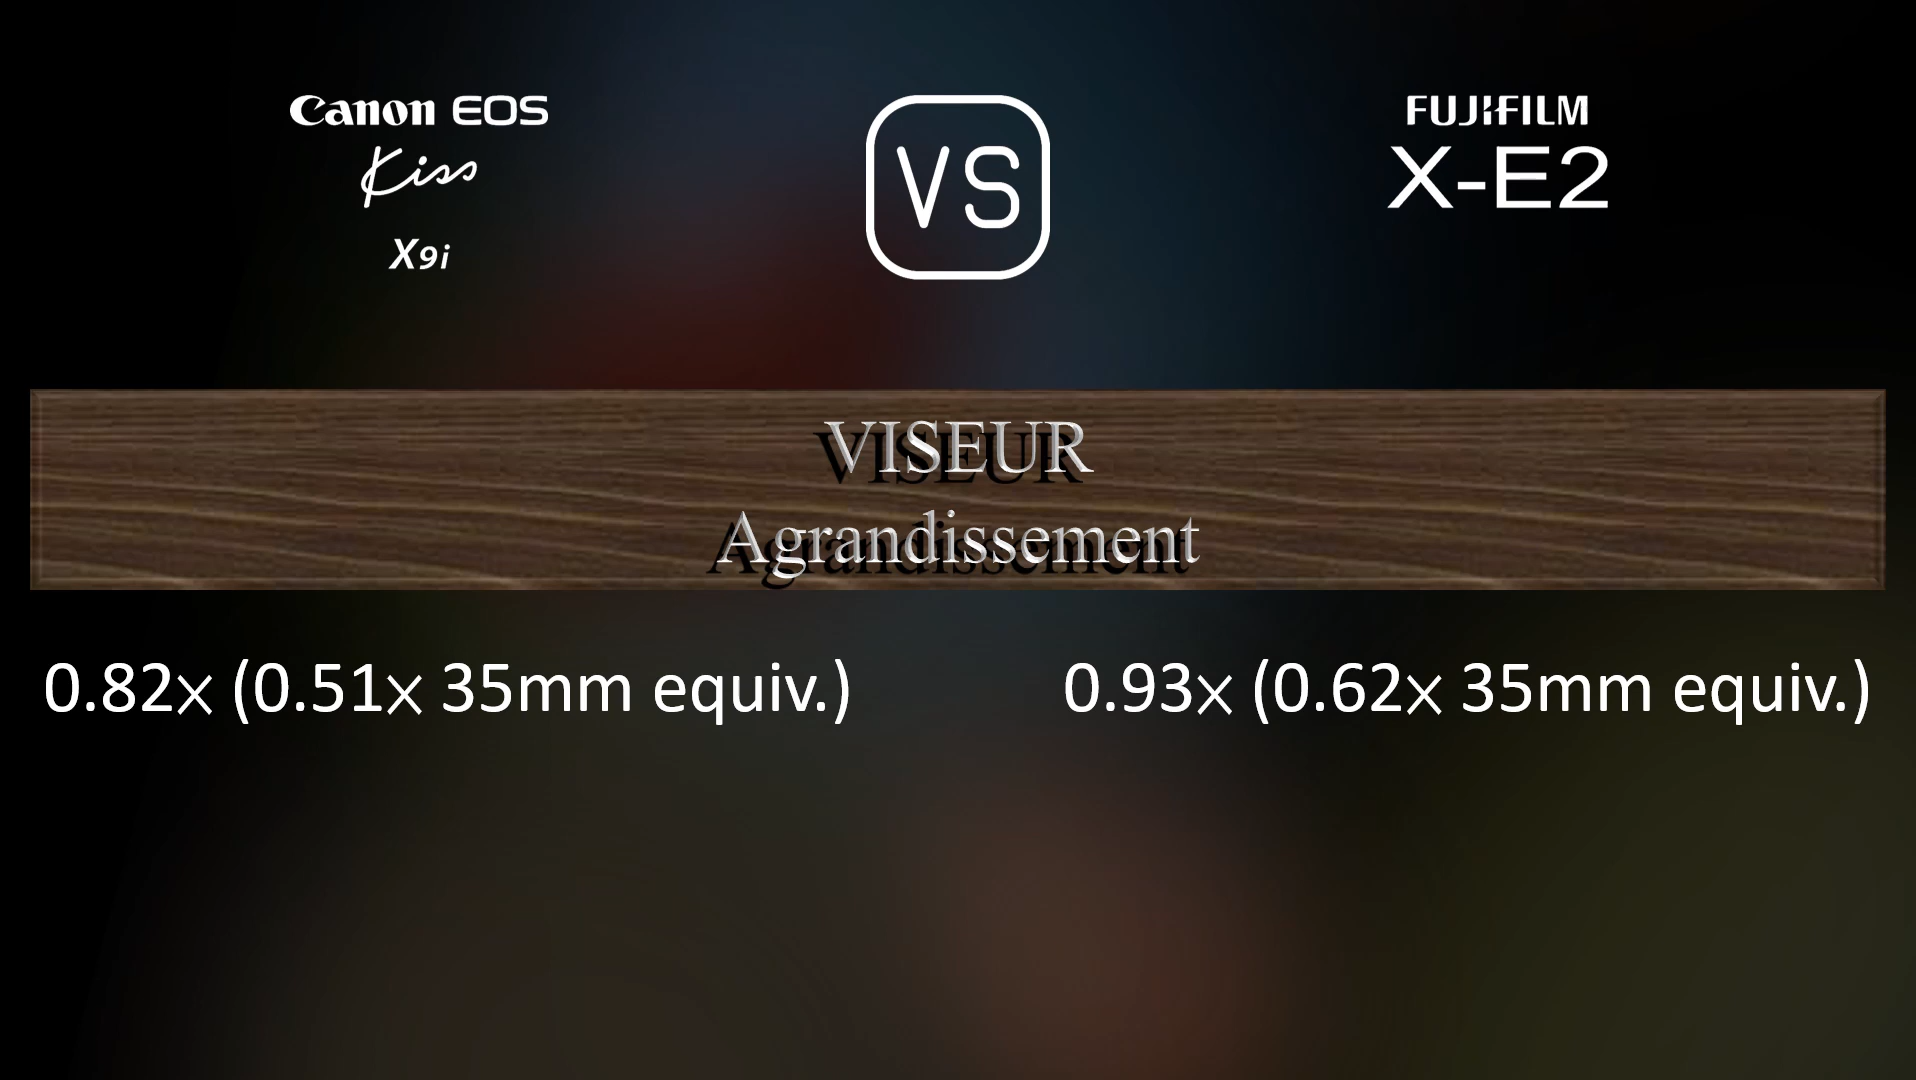 Canon EOS
Kiss
X9i
VS
FUJIFILM
X-E2
VISEUR
Agrandissement
0.82x (0.51x 35mm equiv.)
0.93x (0.62x 35mm equiv.)